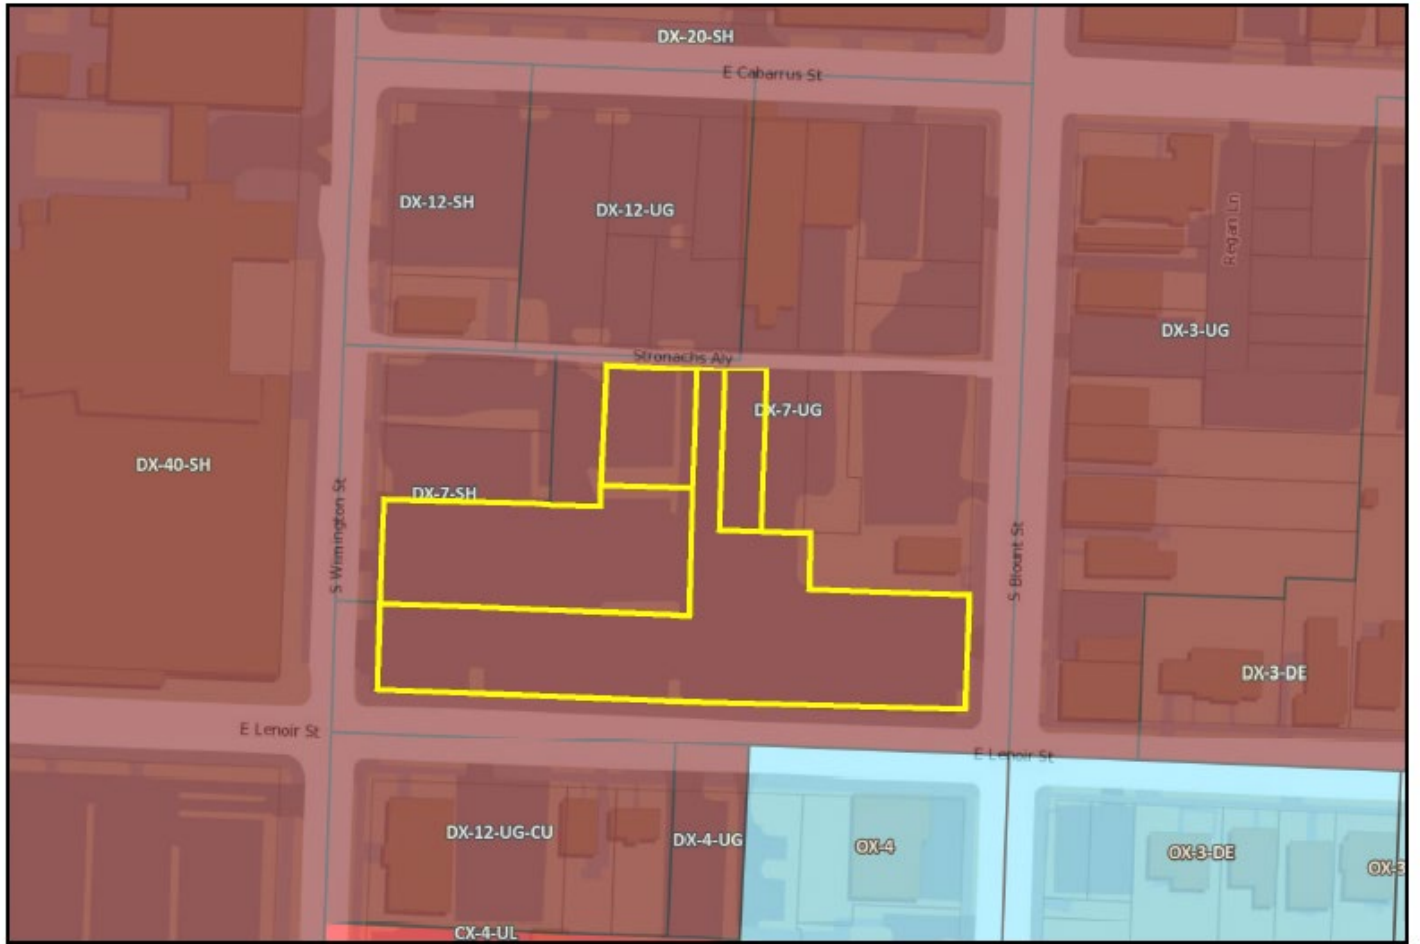 DX-20-SH
E Cabarrus St
DX-12-SH
DX-12-UG
Regan Ln
DX-3-UG
Stronachs Aly
DX-7-UG
DX-40-SH
DX-7-SH
S Wilmington St
S Blount St
DX-3-DE
E Lenoir St
E Lenoir St
DX-12-UG-CU
DX-4-UG
OX-4
OX-3-DE
OX-3
CX-4-UL